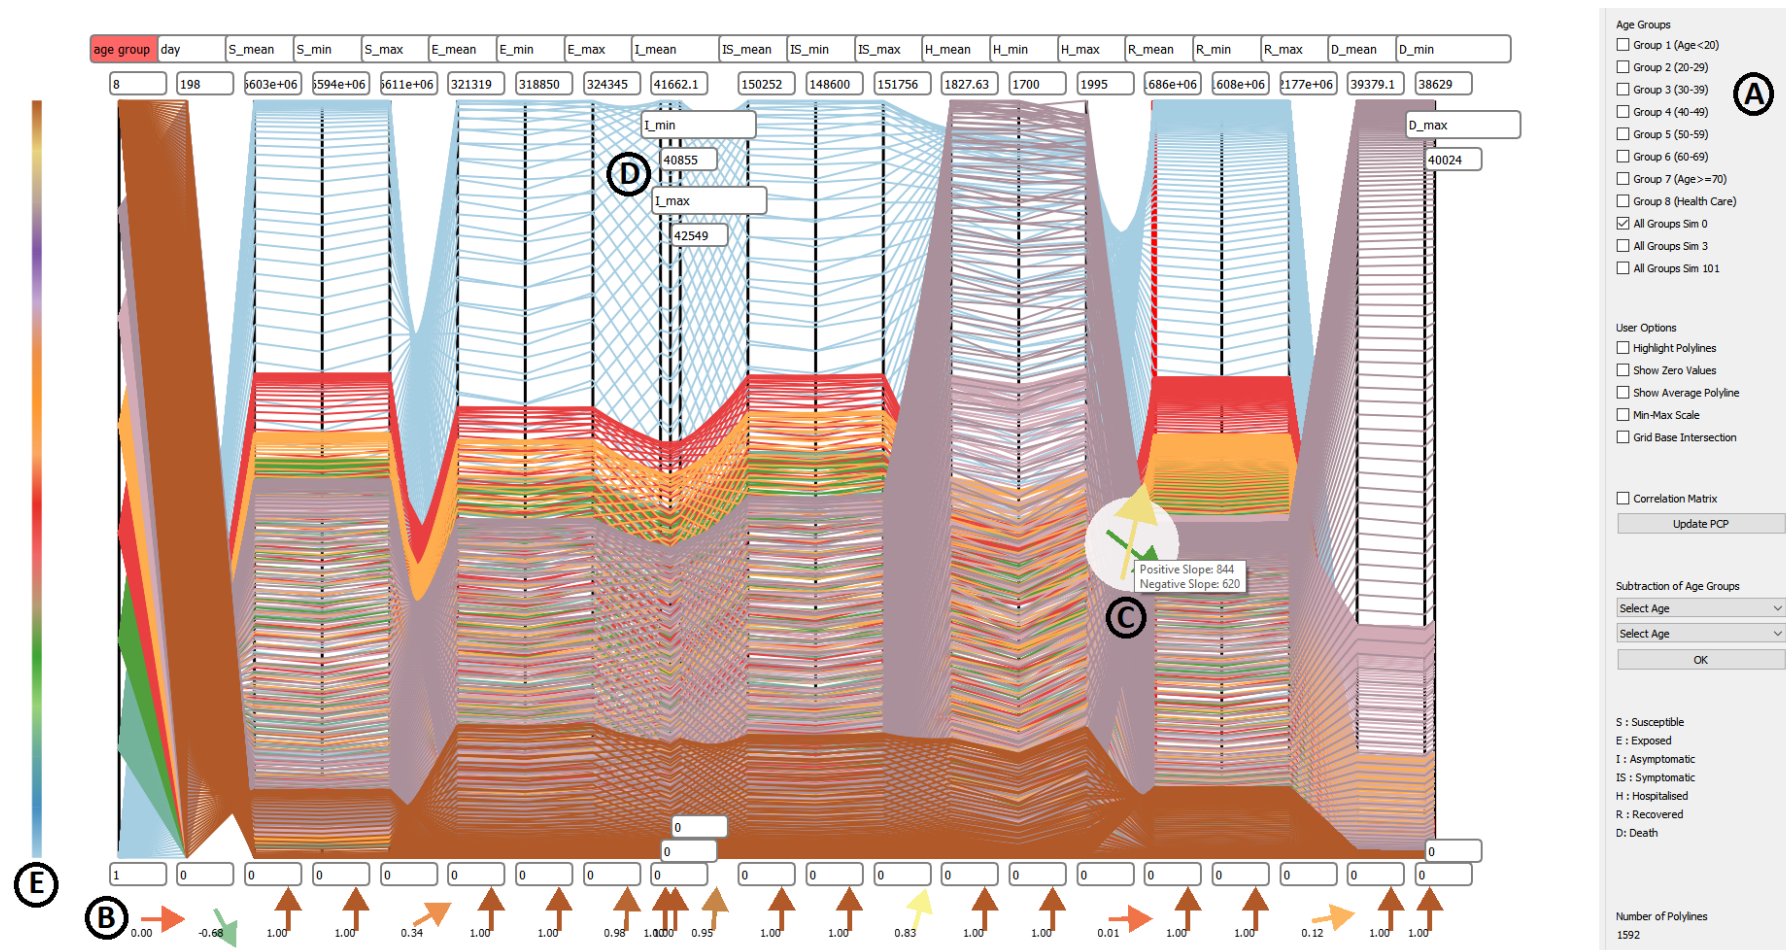 age group day S_mean S_min S_max E_mean E_min E_max I_mean IS_mean IS_min IS_max H_mean H_min H_max R_mean R_min R_max D_mean D_min
8 198 603e+06 594e+06 611e+06 321319 318850 324345 41662.1 150252 148600 151756 1827.63 1700 1995 686e+06 608e+06 177e+06 39379.1 38629
I_min
D_max
40855
40024
D
I_max
42549
Positive Slope: 844
Negative Slope: 620
C
0
0
0
E
1 0 0 0 0 0 0 0 0 0 0 0 0 0 0 0 0 0 0 0
B
0.00 -0.68 1.00 1.00 0.34 1.00 1.00 0.98 0.95 1.00 1.00 0.83 1.00 1.00 0.01 1.00 1.00 0.12 1.00 1.00
Age Groups
Group 1 (Age<20)
Group 2 (20-29)
Group 3 (30-39)
A
Group 4 (40-49)
Group 5 (50-59)
Group 6 (60-69)
Group 7 (Age>=70)
Group 8 (Health Care)
All Groups Sim 0
All Groups Sim 3
All Groups Sim 101
User Options
Highlight Polylines
Show Zero Values
Show Average Polyline
Min-Max Scale
Grid Base Intersection
Correlation Matrix
Update PCP
Subtraction of Age Groups
Select Age
Select Age
OK
S : Susceptible
E : Exposed
I : Asymptomatic
IS : Symptomatic
H : Hospitalised
R : Recovered
D: Death
Number of Polylines
1592